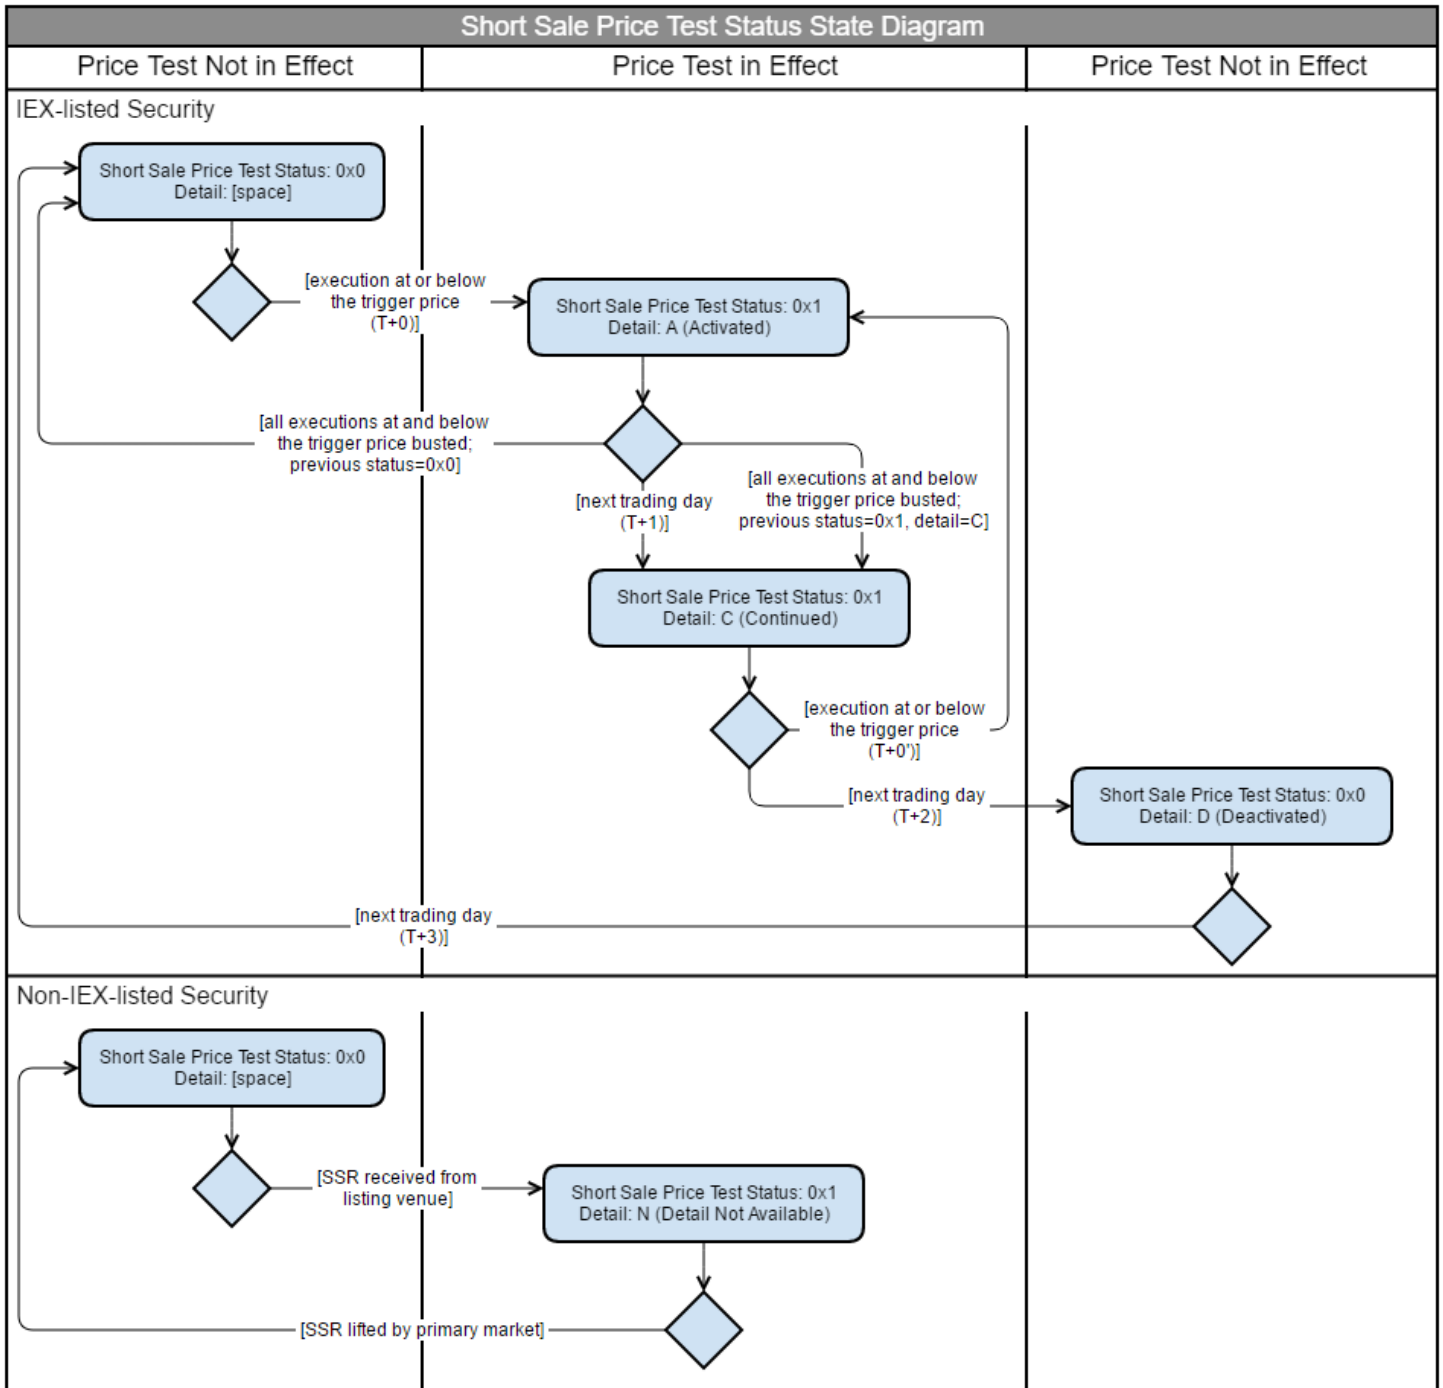 Short Sale Price Test Status State Diagram
Price Test Not in Effect
Price Test in Effect
Price Test Not in Effect
IEX-listed Security
Short Sale Price Test Status: 0x0
Detail: [space]
[execution at or below
the trigger price
(T+0)]
Short Sale Price Test Status: 0x1
Detail: A (Activated)
[all executions at and below
the trigger price busted;
previous status=0x0]
[next trading day
(T+1)]
[all executions at and below
the trigger price busted;
previous status=0x1, detail=C]
Short Sale Price Test Status: 0x1
Detail: C (Continued)
[execution at or below
the trigger price
(T+0')]
[next trading day
(T+2)]
Short Sale Price Test Status: 0x0
Detail: D (Deactivated)
[next trading day
(T+3)]
Non-IEX-listed Security
Short Sale Price Test Status: 0x0
Detail: [space]
[SSR received from
listing venue]
Short Sale Price Test Status: 0x1
Detail: N (Detail Not Available)
[SSR lifted by primary market]